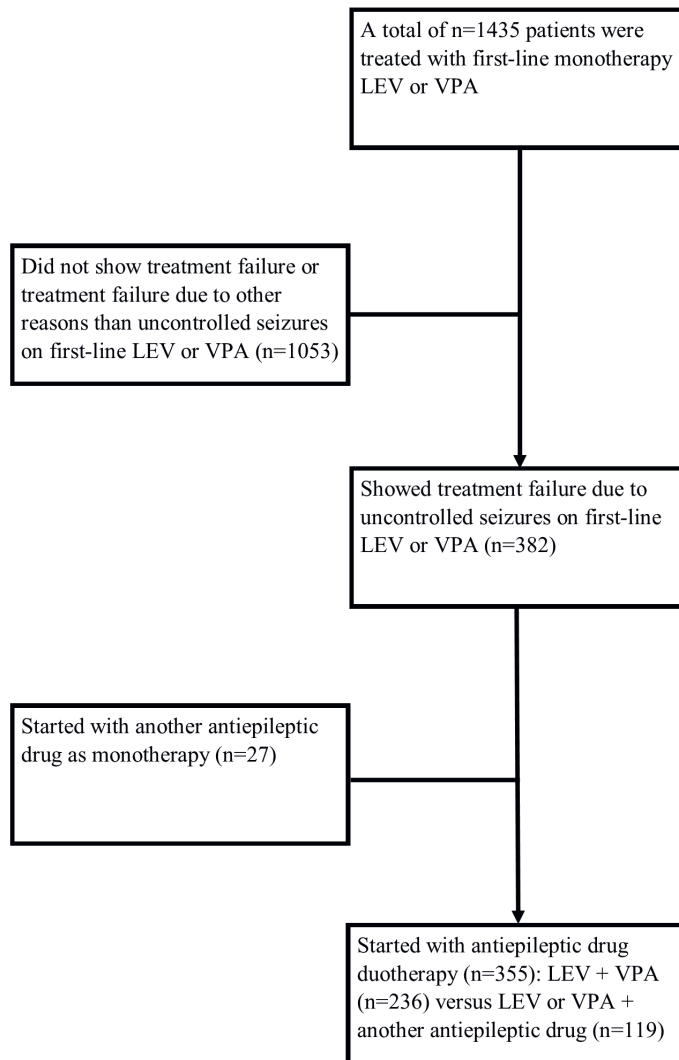 A total of n=1435 patients were
treated with first-line monotherapy
LEV or VPA
Did not show treatment failure or
treatment failure due to other
reasons than uncontrolled seizures
on first-line LEV or VPA (n=1053)
Showed treatment failure due to
uncontrolled seizures on first-line
LEV or VPA (n=382)
Started with another antiepileptic
drug as monotherapy (n=27)
Started with antiepileptic drug
duotherapy (n=355): LEV + VPA
(n=236) versus LEV or VPA +
another antiepileptic drug (n=119)